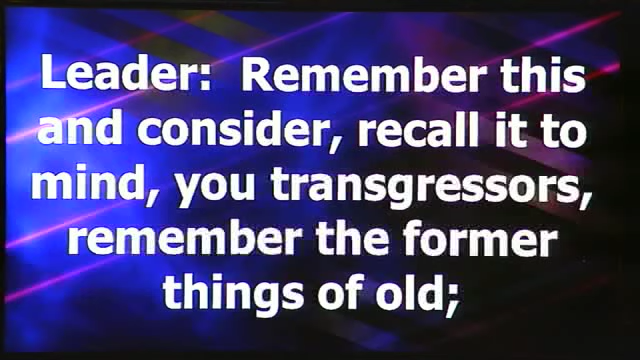 Leader:  Remember this
and consider, recall it to
mind, you transgressors,
remember the former
things of old;